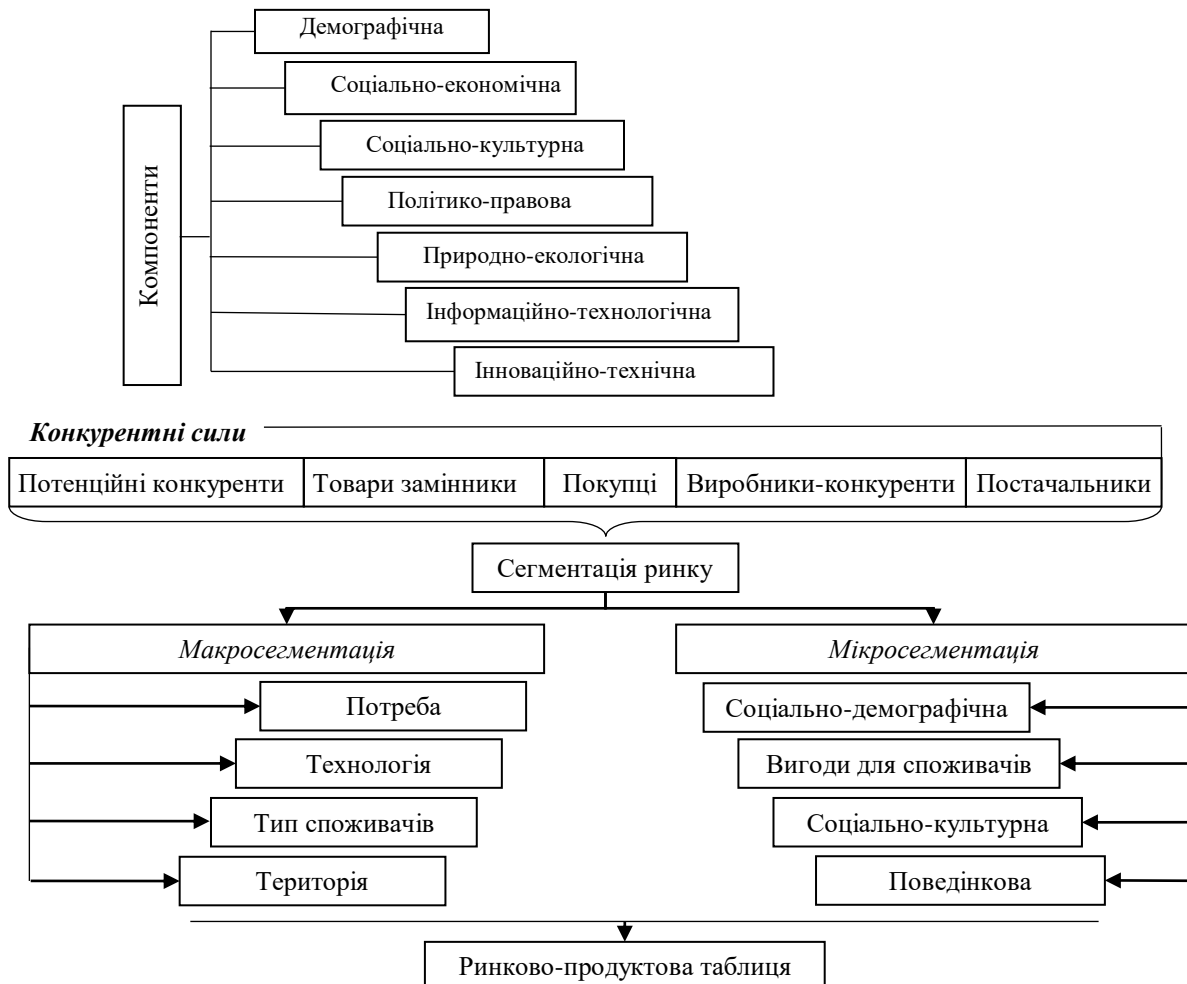 Демографічна
Соціально-економічна
Соціально-культурна
Політико-правова
Природно-екологічна
Інформаційно-технологічна
Інноваційно-технічна
Компоненти
Конкурентні сили
Потенційні конкуренти
Товари замінники
Покупці
Виробники-конкуренти
Постачальники
Сегментація ринку
Макросегментація
Мікросегментація
Потреба
Соціально-демографічна
Технологія
Вигоди для споживачів
Тип споживачів
Соціально-культурна
Територія
Поведінкова
Ринково-продуктова таблиця